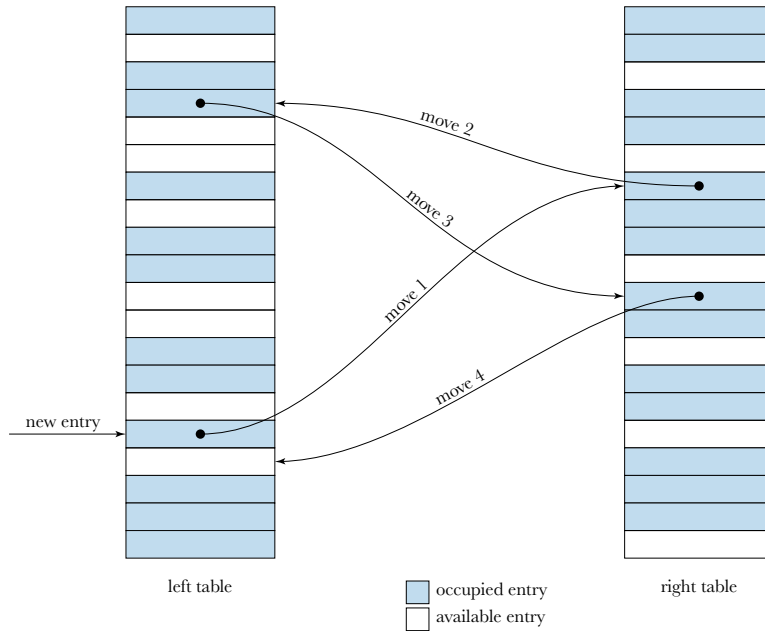 move 2
move 3
move 1
move 4
new entry
left table
right table
occupied entry
available entry